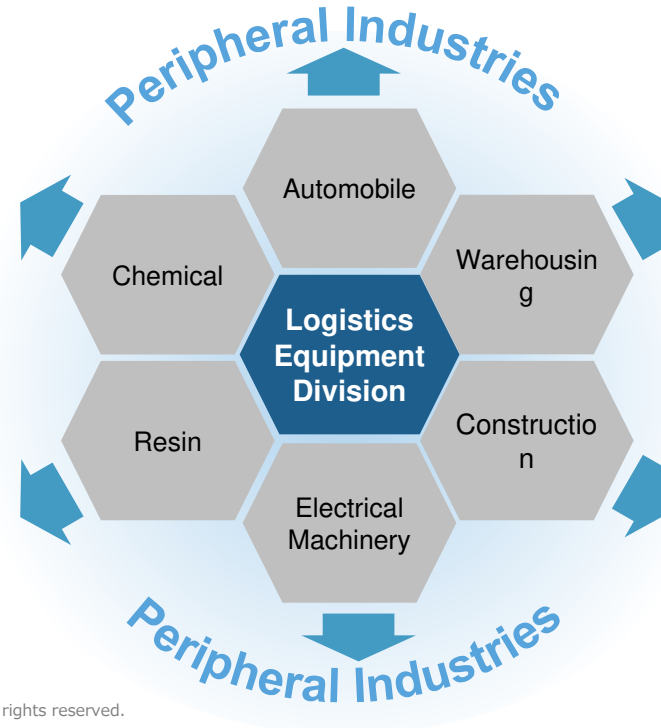 Peripheral Industries
Automobile
Chemical
Warehousin
g
Logistics
Equipment
Division
Resin
Constructio
n
Electrical
Machinery
Peripheral Industries
rights reserved.